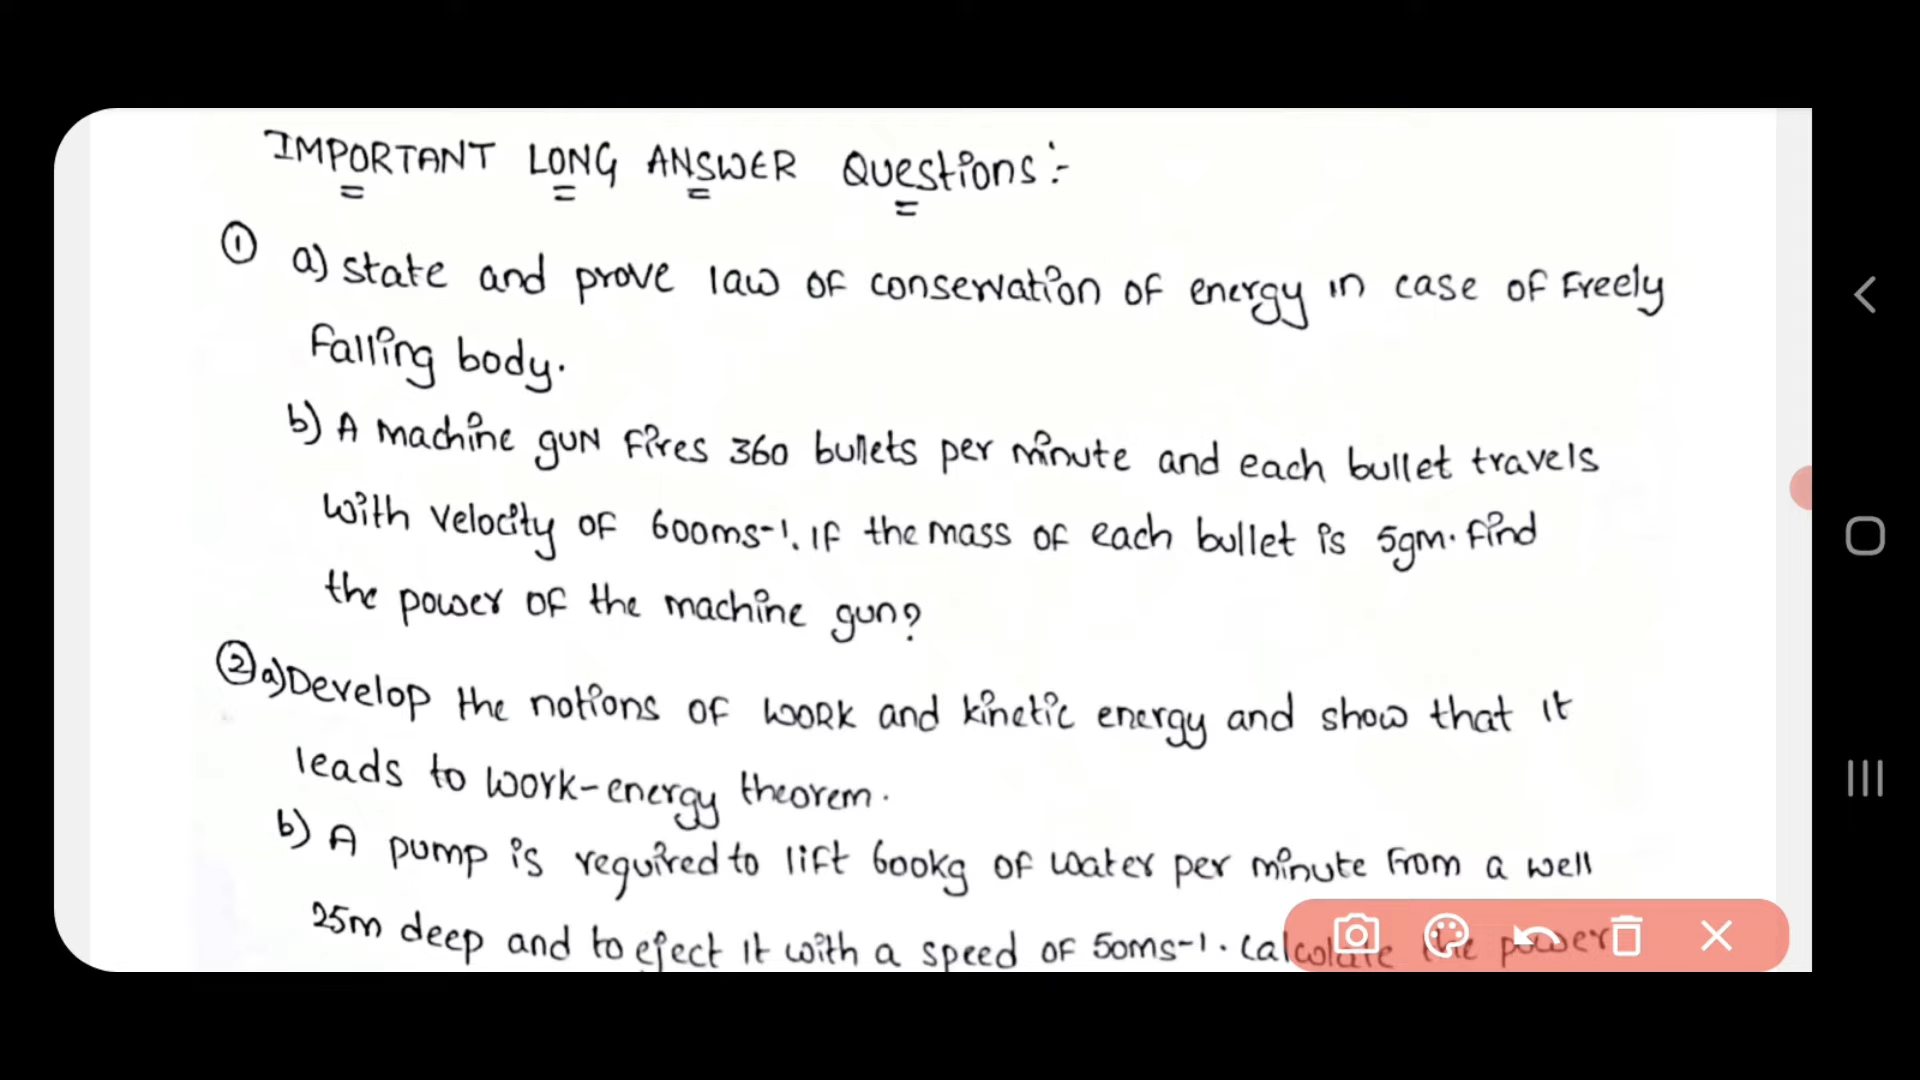 IMPORTANT LONG ANSWER Questions :-
① a) state and prove law of conservation of energy in case of Freely
falling body.
b) A machine gun fires 360 bullets per minute and each bullet travels
with velocity of 600ms-1. If the mass of each bullet is 5gm. find
the power of the machine gun?
② a) Develop the notions of work and kinetic energy and show that it
leads to work-energy theorem.
b) A pump is required to lift 600kg of water per minute from a well
25m deep and to eject it with a speed of 50ms-1. Calculate the power